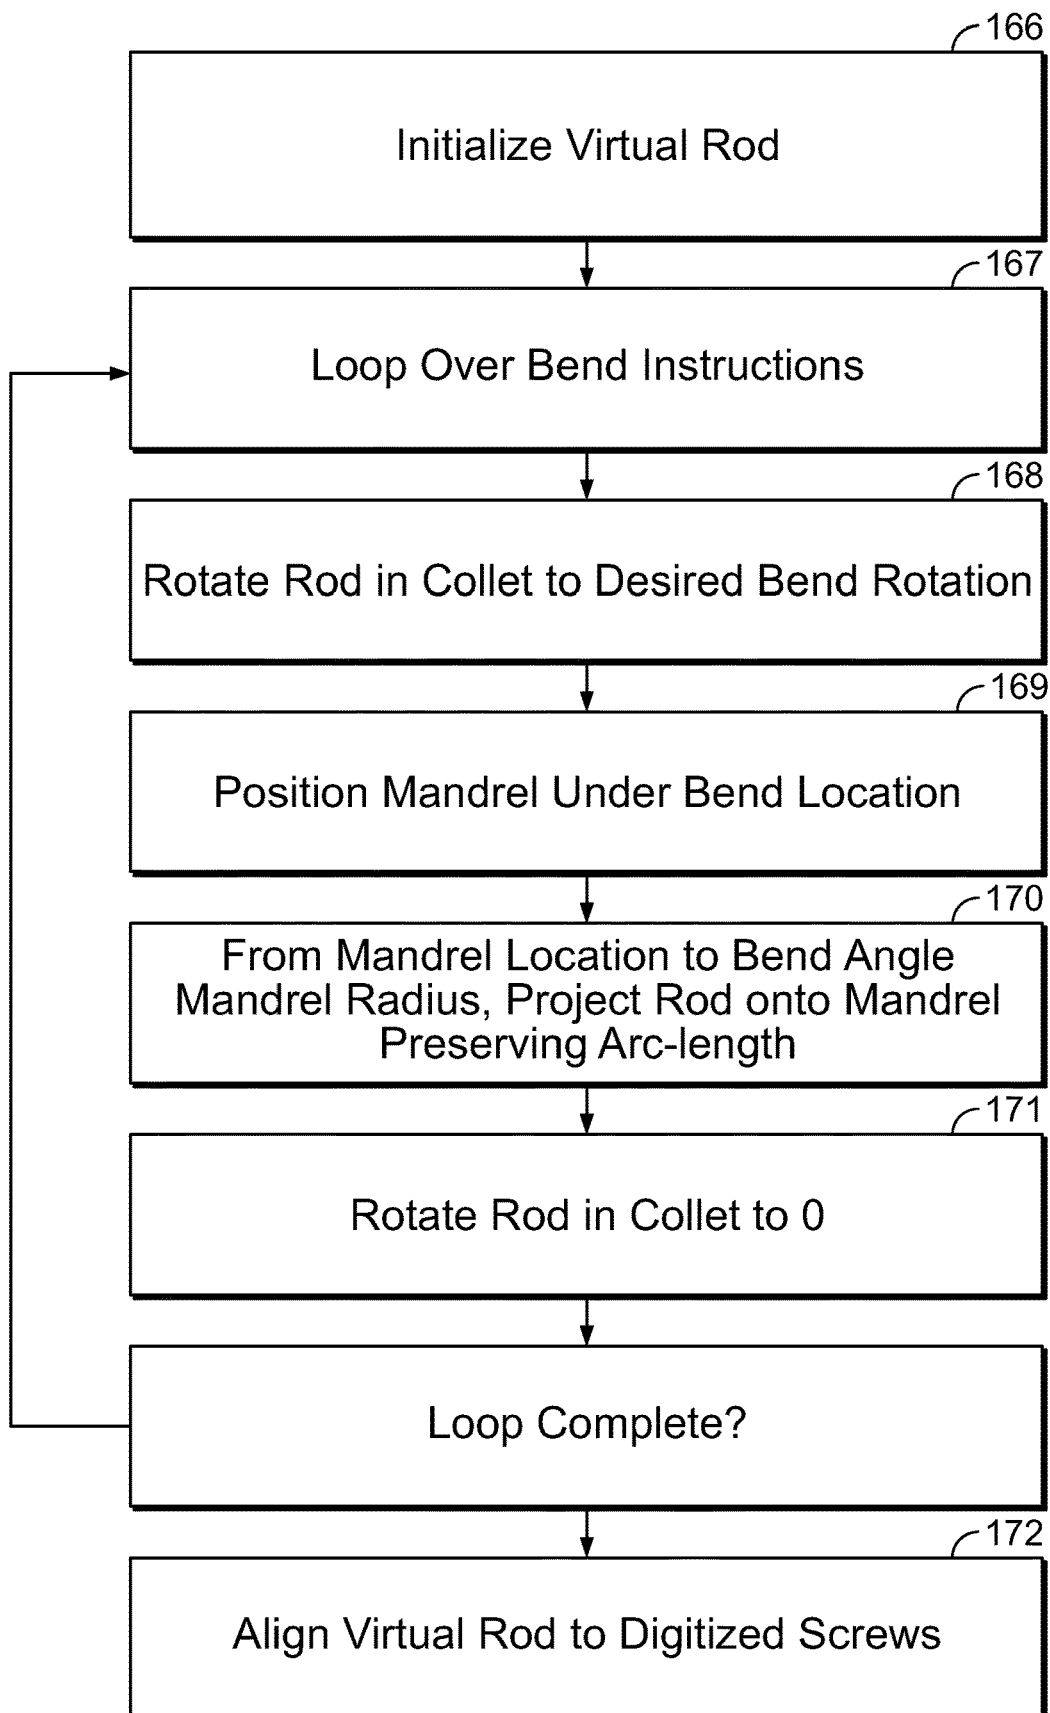 166
Initialize Virtual Rod
167
Loop Over Bend Instructions
168
Rotate Rod in Collet to Desired Bend Rotation
169
Position Mandrel Under Bend Location
170
From Mandrel Location to Bend Angle
Mandrel Radius, Project Rod onto Mandrel
Preserving Arc-length
171
Rotate Rod in Collet to 0
Loop Complete?
172
Align Virtual Rod to Digitized Screws